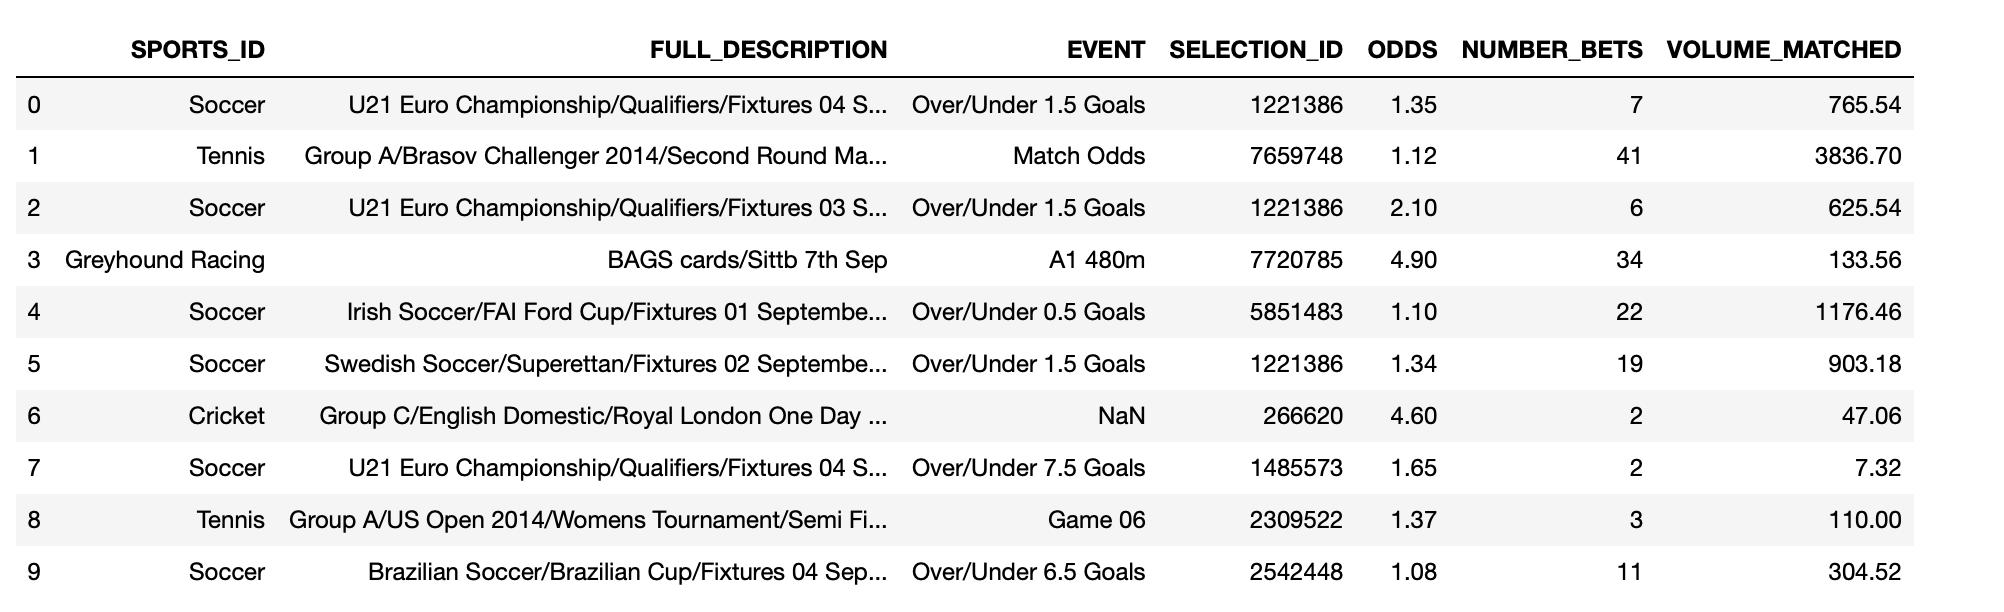 SPORTS_ID FULL_DESCRIPTION EVENT SELECTION_ID ODDS NUMBER_BETS VOLUME_MATCHED
0 Soccer U21 Euro Championship/Qualifiers/Fixtures 04 S... Over/Under 1.5 Goals 1221386 1.35 7 765.54
1 Tennis Group A/Brasov Challenger 2014/Second Round Ma... Match Odds 7659748 1.12 41 3836.70
2 Soccer U21 Euro Championship/Qualifiers/Fixtures 03 S... Over/Under 1.5 Goals 1221386 2.10 6 625.54
3 Greyhound Racing BAGS cards/Sittb 7th Sep A1 480m 7720785 4.90 34 133.56
4 Soccer Irish Soccer/FAI Ford Cup/Fixtures 01 Septembe... Over/Under 0.5 Goals 5851483 1.10 22 1176.46
5 Soccer Swedish Soccer/Superettan/Fixtures 02 Septembe... Over/Under 1.5 Goals 1221386 1.34 19 903.18
6 Cricket Group C/English Domestic/Royal London One Day ... NaN 266620 4.60 2 47.06
7 Soccer U21 Euro Championship/Qualifiers/Fixtures 04 S... Over/Under 7.5 Goals 1485573 1.65 2 7.32
8 Tennis Group A/US Open 2014/Womens Tournament/Semi Fi... Game 06 2309522 1.37 3 110.00
9 Soccer Brazilian Soccer/Brazilian Cup/Fixtures 04 Sep... Over/Under 6.5 Goals 2542448 1.08 11 304.52